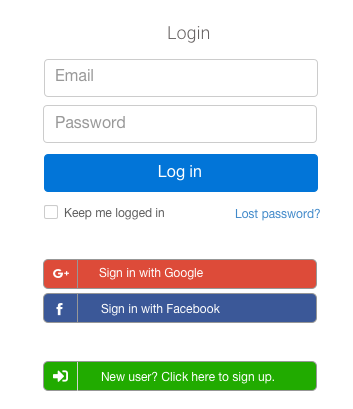 Login
Email
Password
Log in
Keep me logged in
Lost password?
G+ Sign in with Google
f Sign in with Facebook
New user? Click here to sign up.